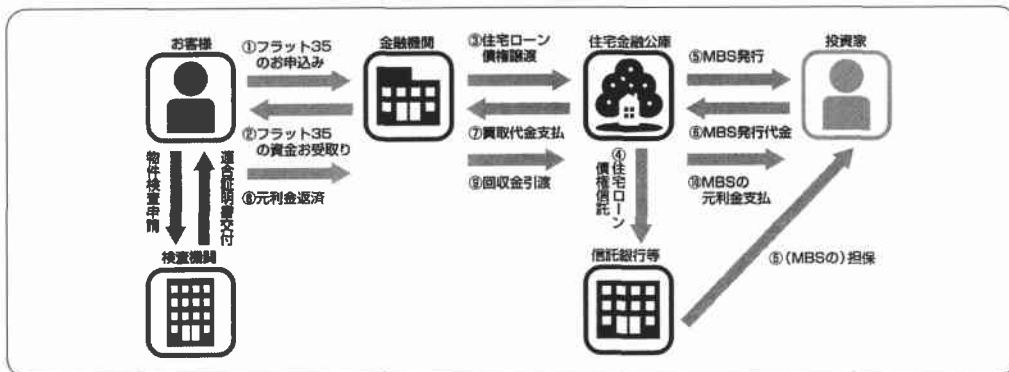 お客様
①フラット35
のお申込み
金融機関
③住宅ローン
債権譲渡
住宅金融公庫
⑤MBS発行
投資家
②フラット35
の資金お受取り
⑦買取代金支払
⑥MBS発行代金
⑧元利金返済
⑨回収金引渡
④住宅ローン
債権信託
⑩MBSの
元利金支払
物件検査申請
適合証明書交付
検査機関
信託銀行等
⑤(MBSの)担保